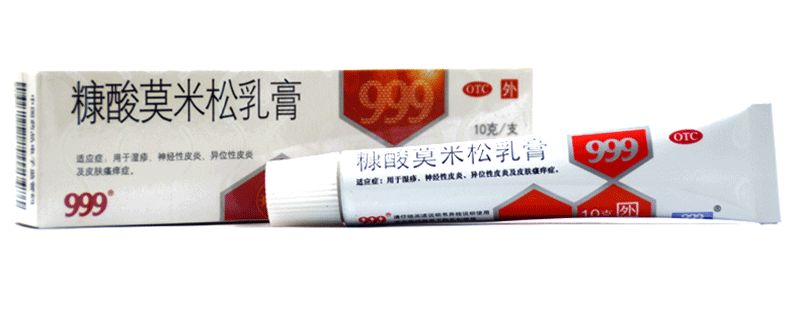 糠酸莫米松乳膏
999
OTC
外
10克/支
适应症：用于湿疹、神经性皮炎、异位性皮炎
及皮肤瘙痒症。
999®
糠酸莫米松乳膏
适应症：用于湿疹、神经性皮炎、异位性皮炎及皮肤瘙痒症。
999
OTC
999®
10克
外
999®